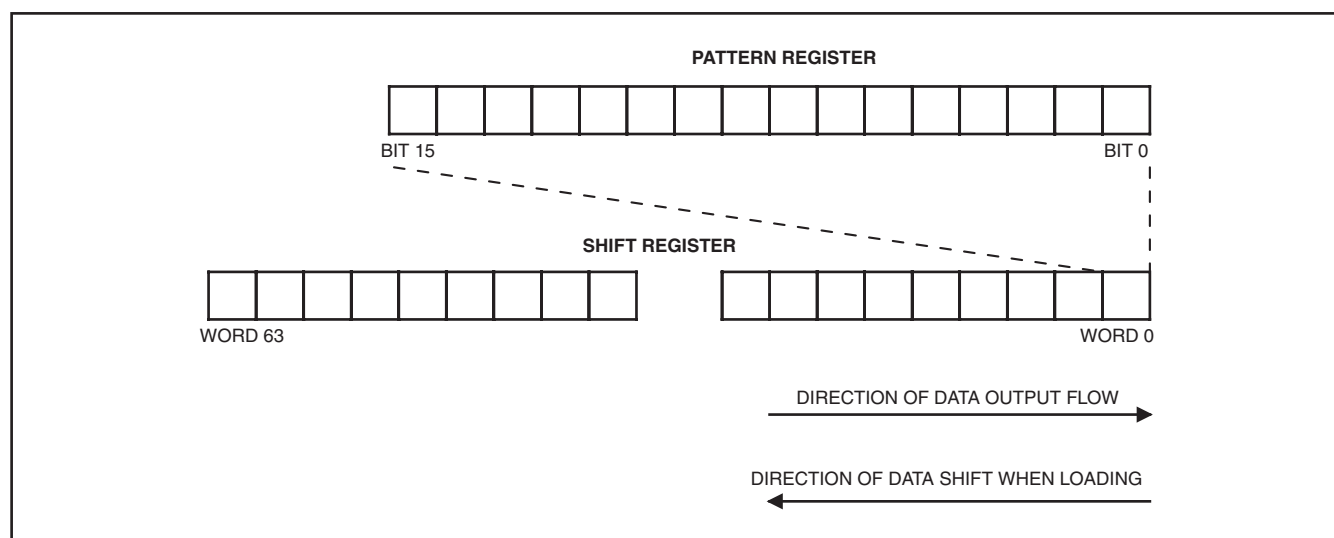 PATTERN REGISTER
BIT 15
BIT 0
SHIFT REGISTER
WORD 63
WORD 0
DIRECTION OF DATA OUTPUT FLOW
DIRECTION OF DATA SHIFT WHEN LOADING